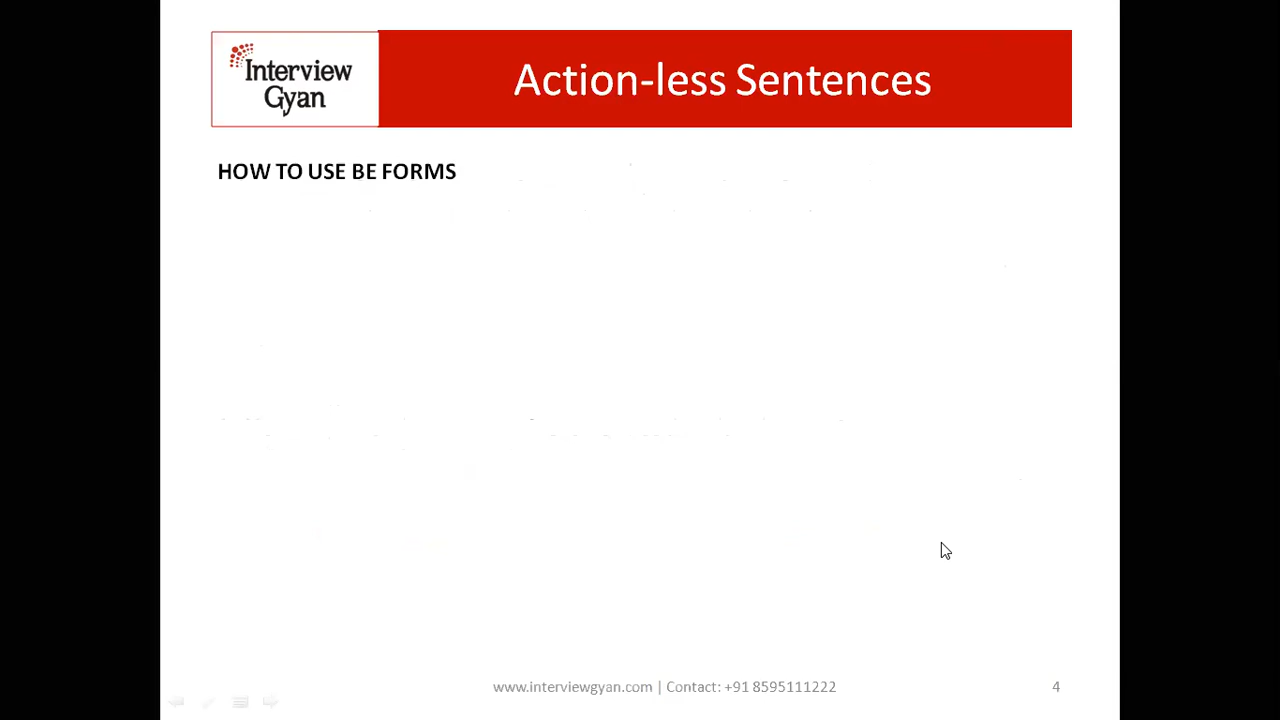 Interview
Gyan
Action-less Sentences
HOW TO USE BE FORMS
www.interviewgyan.com | Contact: +91 8595111222
4